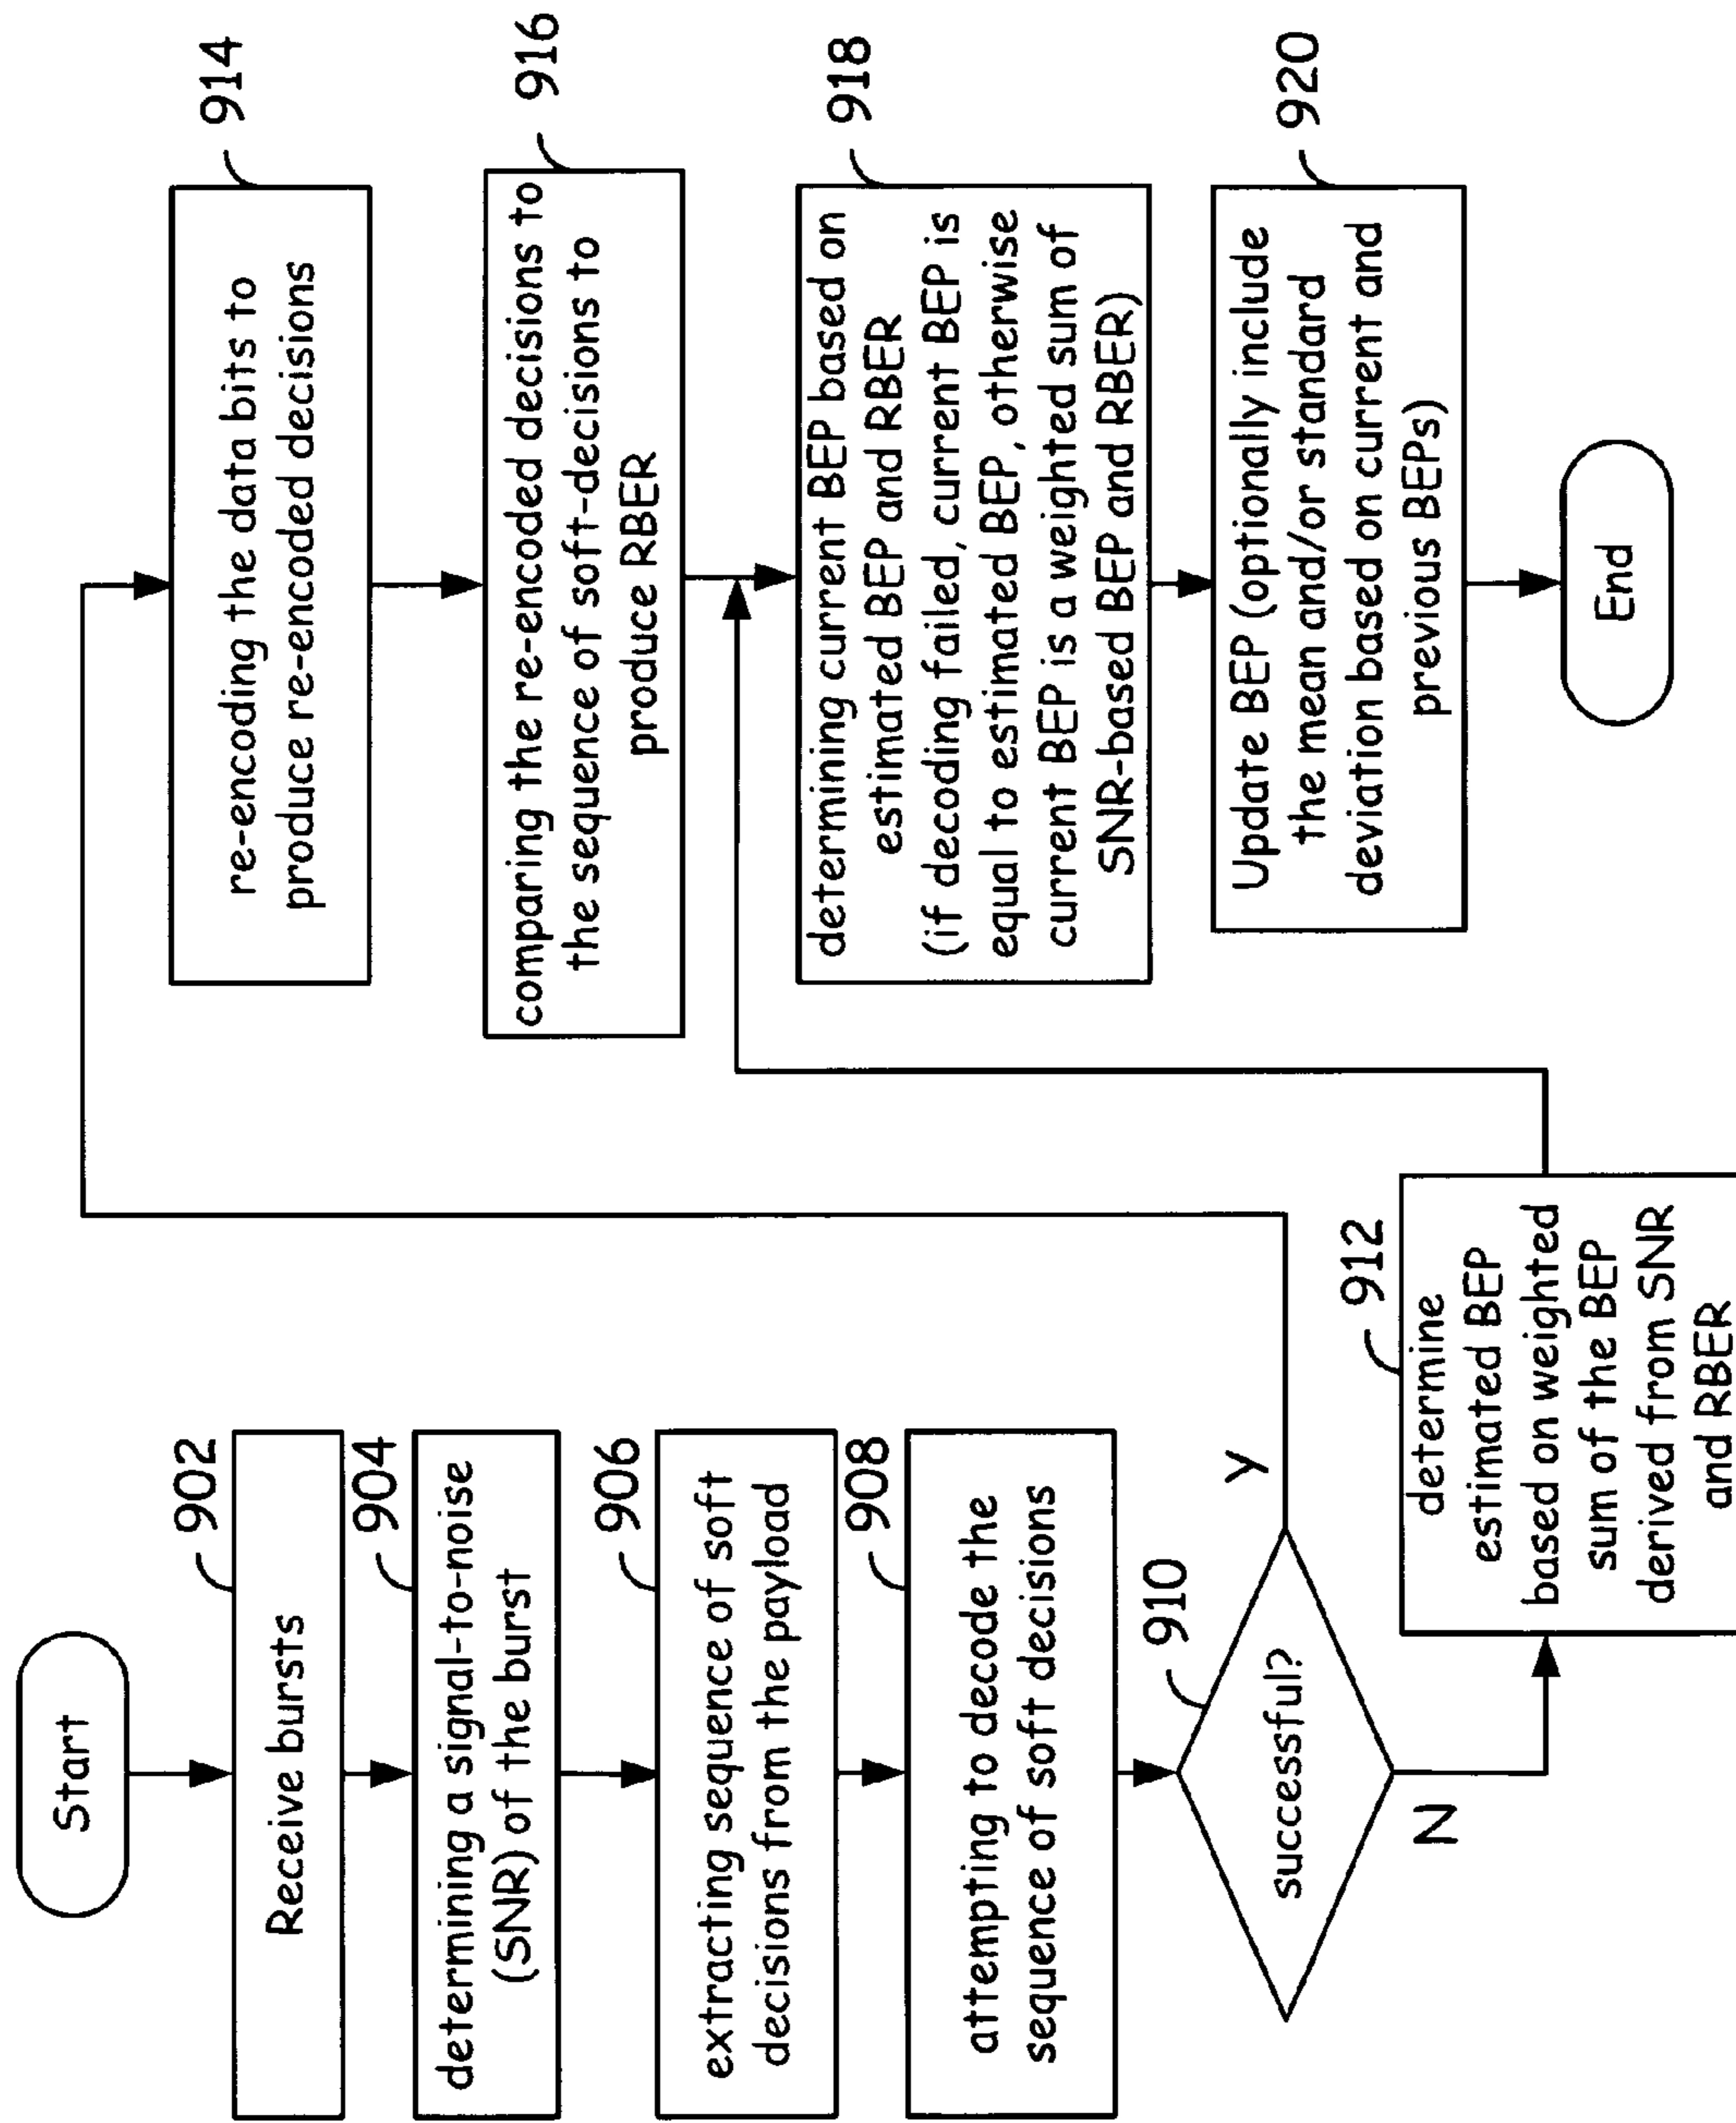 Start
902
Receive bursts
904
determining a signal-to-noise
(SNR) of the burst
906
extracting sequence of soft
decisions from the payload
908
attempting to decode the
sequence of soft decisions
910
successful?
Y
N
912
determine
estimated BEP
based on weighted
sum of the BEP
derived from SNR
and RBER
914
re-encoding the data bits to
produce re-encoded decisions
916
comparing the re-encoded decisions to
the sequence of soft-decisions to
produce RBER
918
determining current BEP based on
estimated BEP and RBER
(if decoding failed, current BEP is
equal to estimated BEP, otherwise
current BEP is a weighted sum of
SNR-based BEP and RBER)
920
Update BEP (optionally include
the mean and/or standard
deviation based on current and
previous BEPs)
End